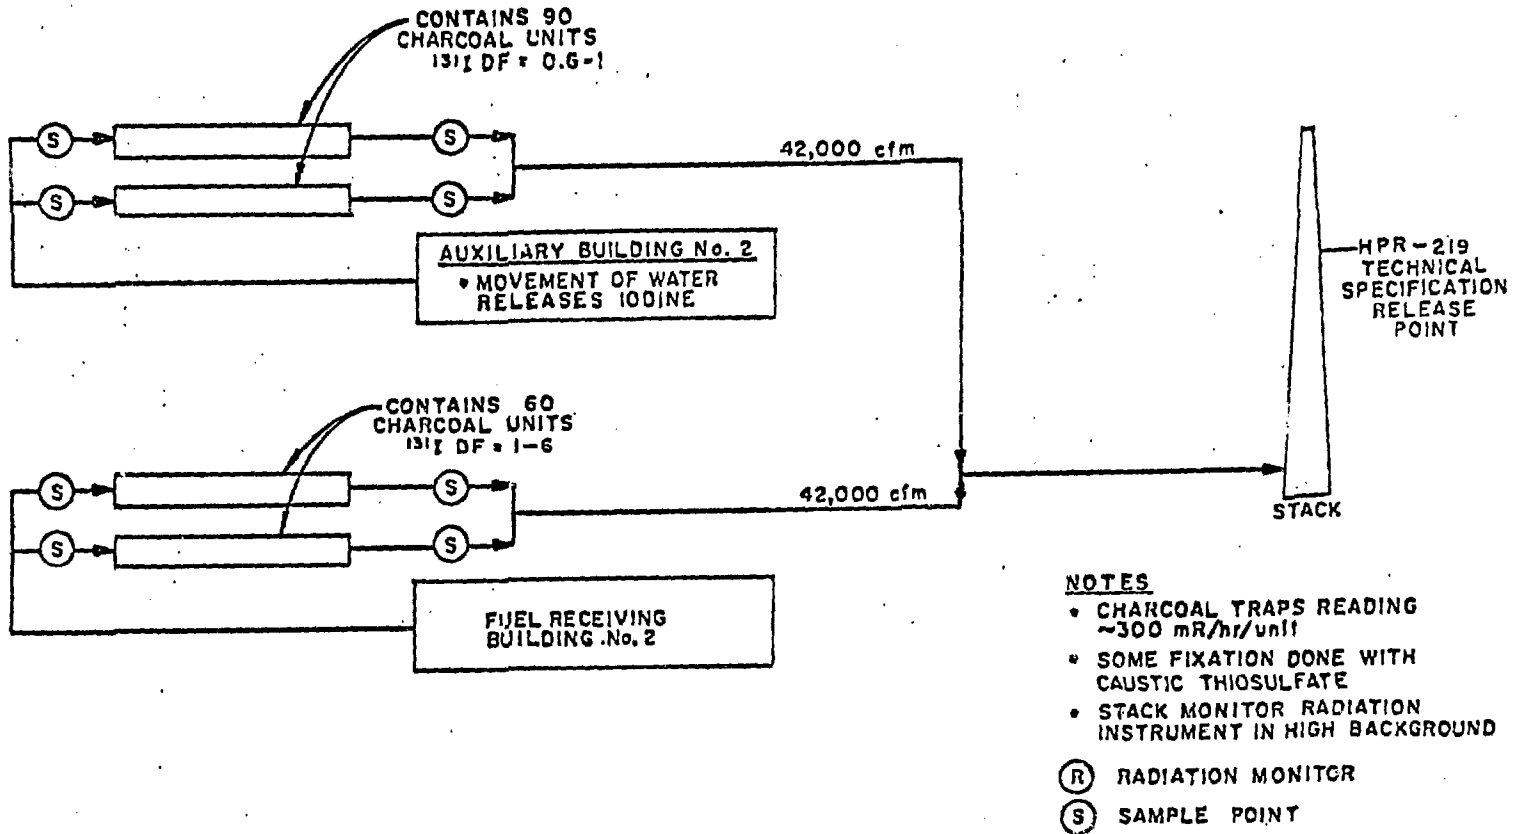 CONTAINS 90
CHARCOAL UNITS
131I DF = 0.6-1
S
S
S
S
42,000 cfm
AUXILIARY BUILDING No. 2
• MOVEMENT OF WATER
RELEASES IODINE
HPR-219
TECHNICAL
SPECIFICATION
RELEASE
POINT
CONTAINS 60
CHARCOAL UNITS
131I DF = 1-6
S
S
S
S
42,000 cfm
STACK
FUEL RECEIVING
BUILDING No. 2
NOTES
• CHARCOAL TRAPS READING
~300 mR/hr/unit
• SOME FIXATION DONE WITH
CAUSTIC THIOSULFATE
• STACK MONITOR RADIATION
INSTRUMENT IN HIGH BACKGROUND
R RADIATION MONITOR
S SAMPLE POINT